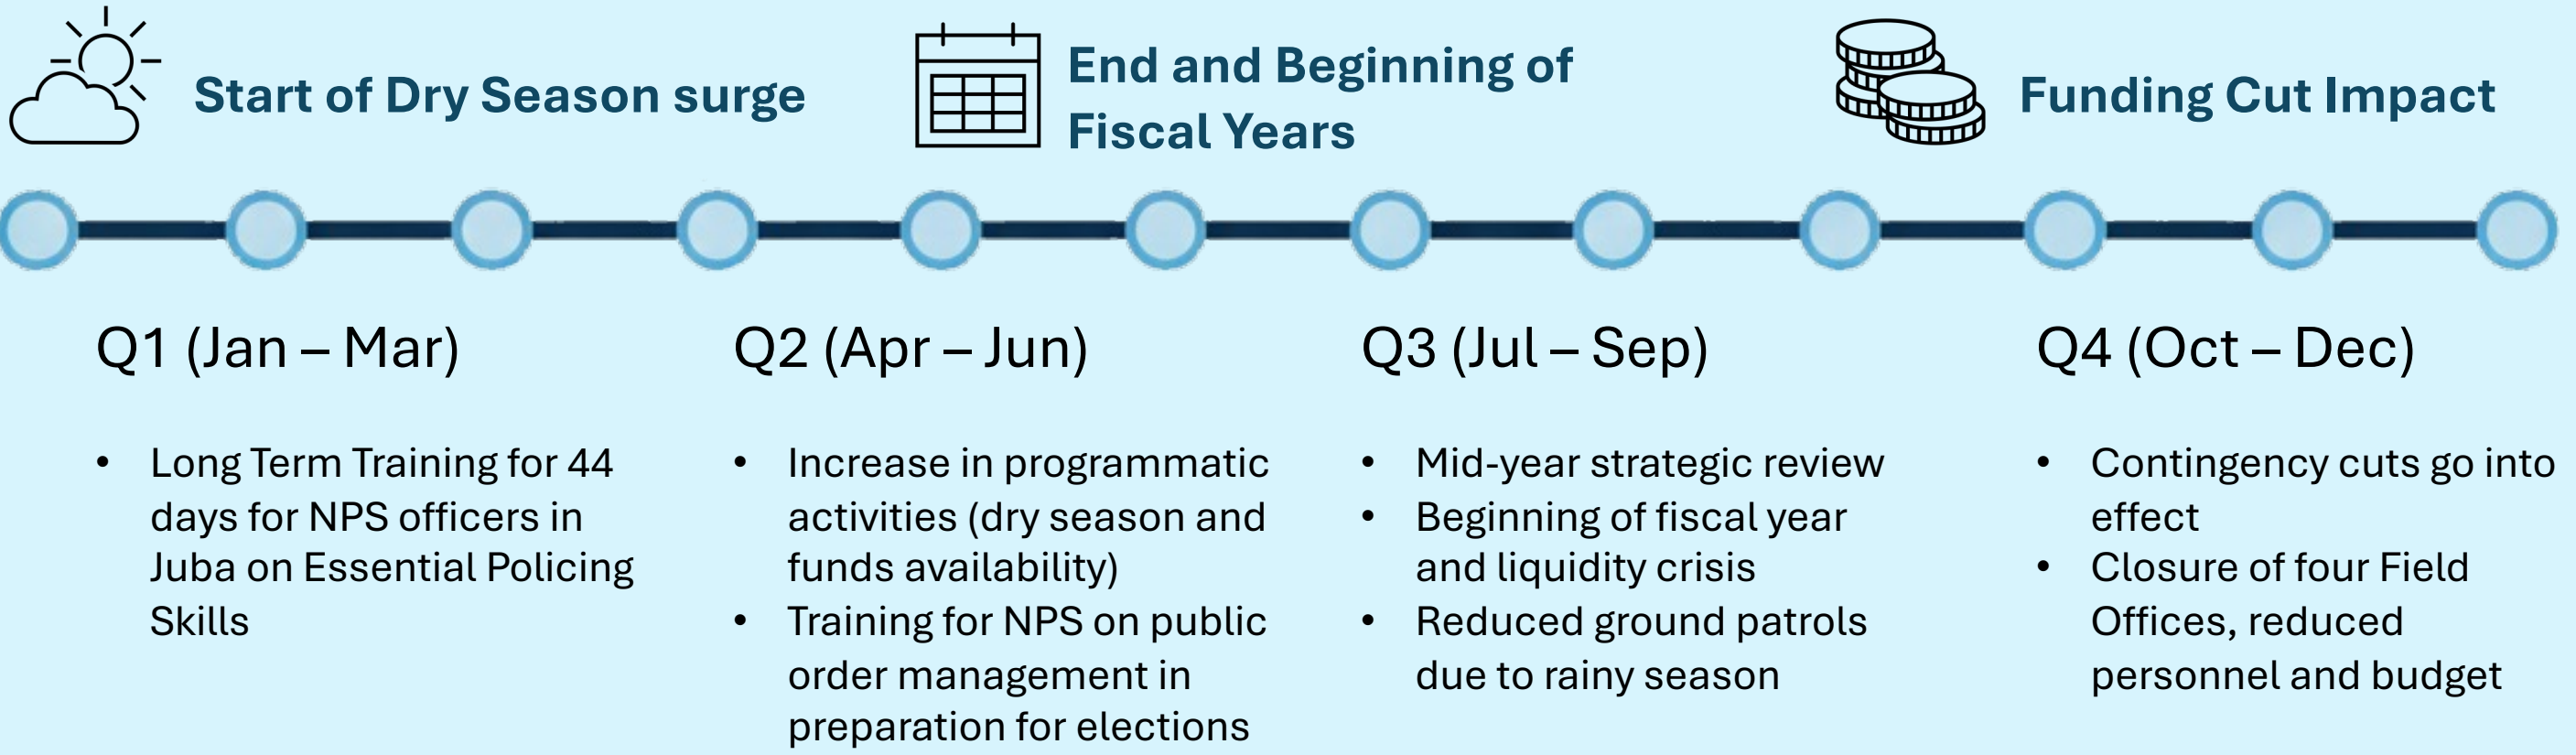 Start of Dry Season surge
End and Beginning of
Fiscal Years
Funding Cut Impact
Q1 (Jan – Mar)
• Long Term Training for 44
days for NPS officers in
Juba on Essential Policing
Skills
Q2 (Apr – Jun)
• Increase in programmatic
activities (dry season and
funds availability)
• Training for NPS on public
order management in
preparation for elections
Q3 (Jul – Sep)
• Mid-year strategic review
• Beginning of fiscal year
and liquidity crisis
• Reduced ground patrols
due to rainy season
Q4 (Oct – Dec)
• Contingency cuts go into
effect
• Closure of four Field
Offices, reduced
personnel and budget